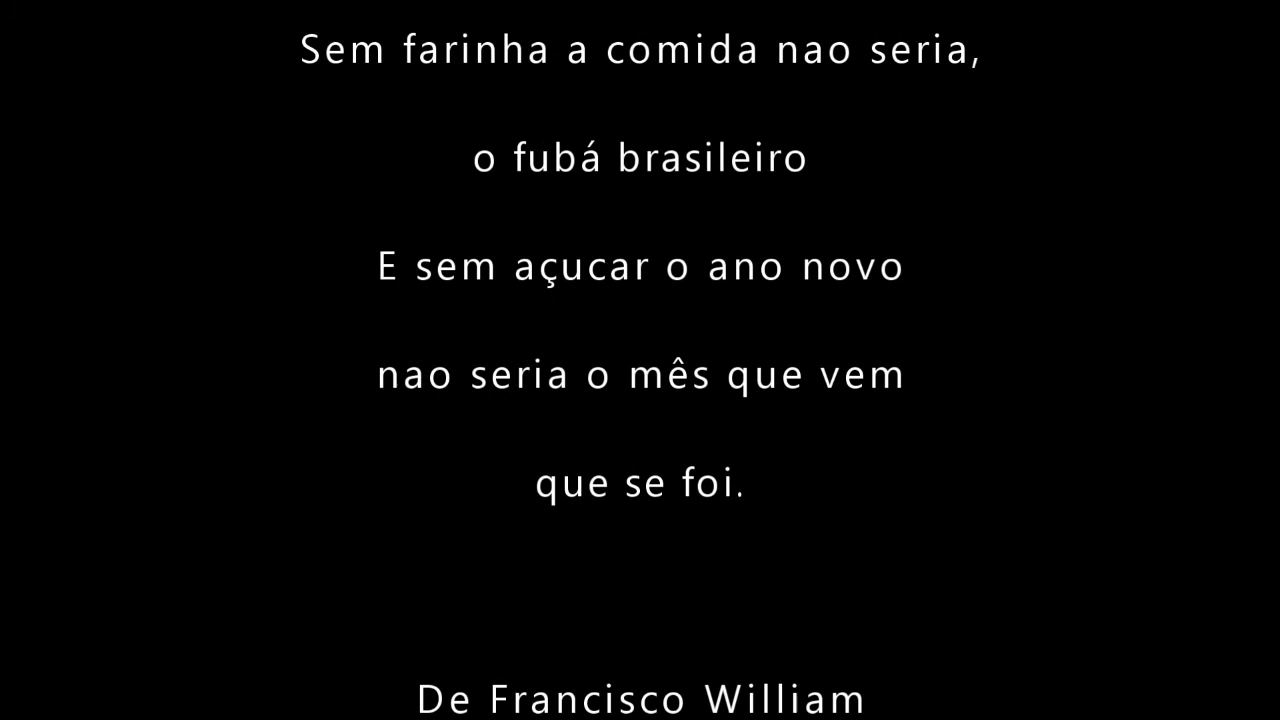 Sem farinha a comida nao seria,
o fubá brasileiro
E sem açucar o ano novo
nao seria o mês que vem
que se foi.
De Francisco William